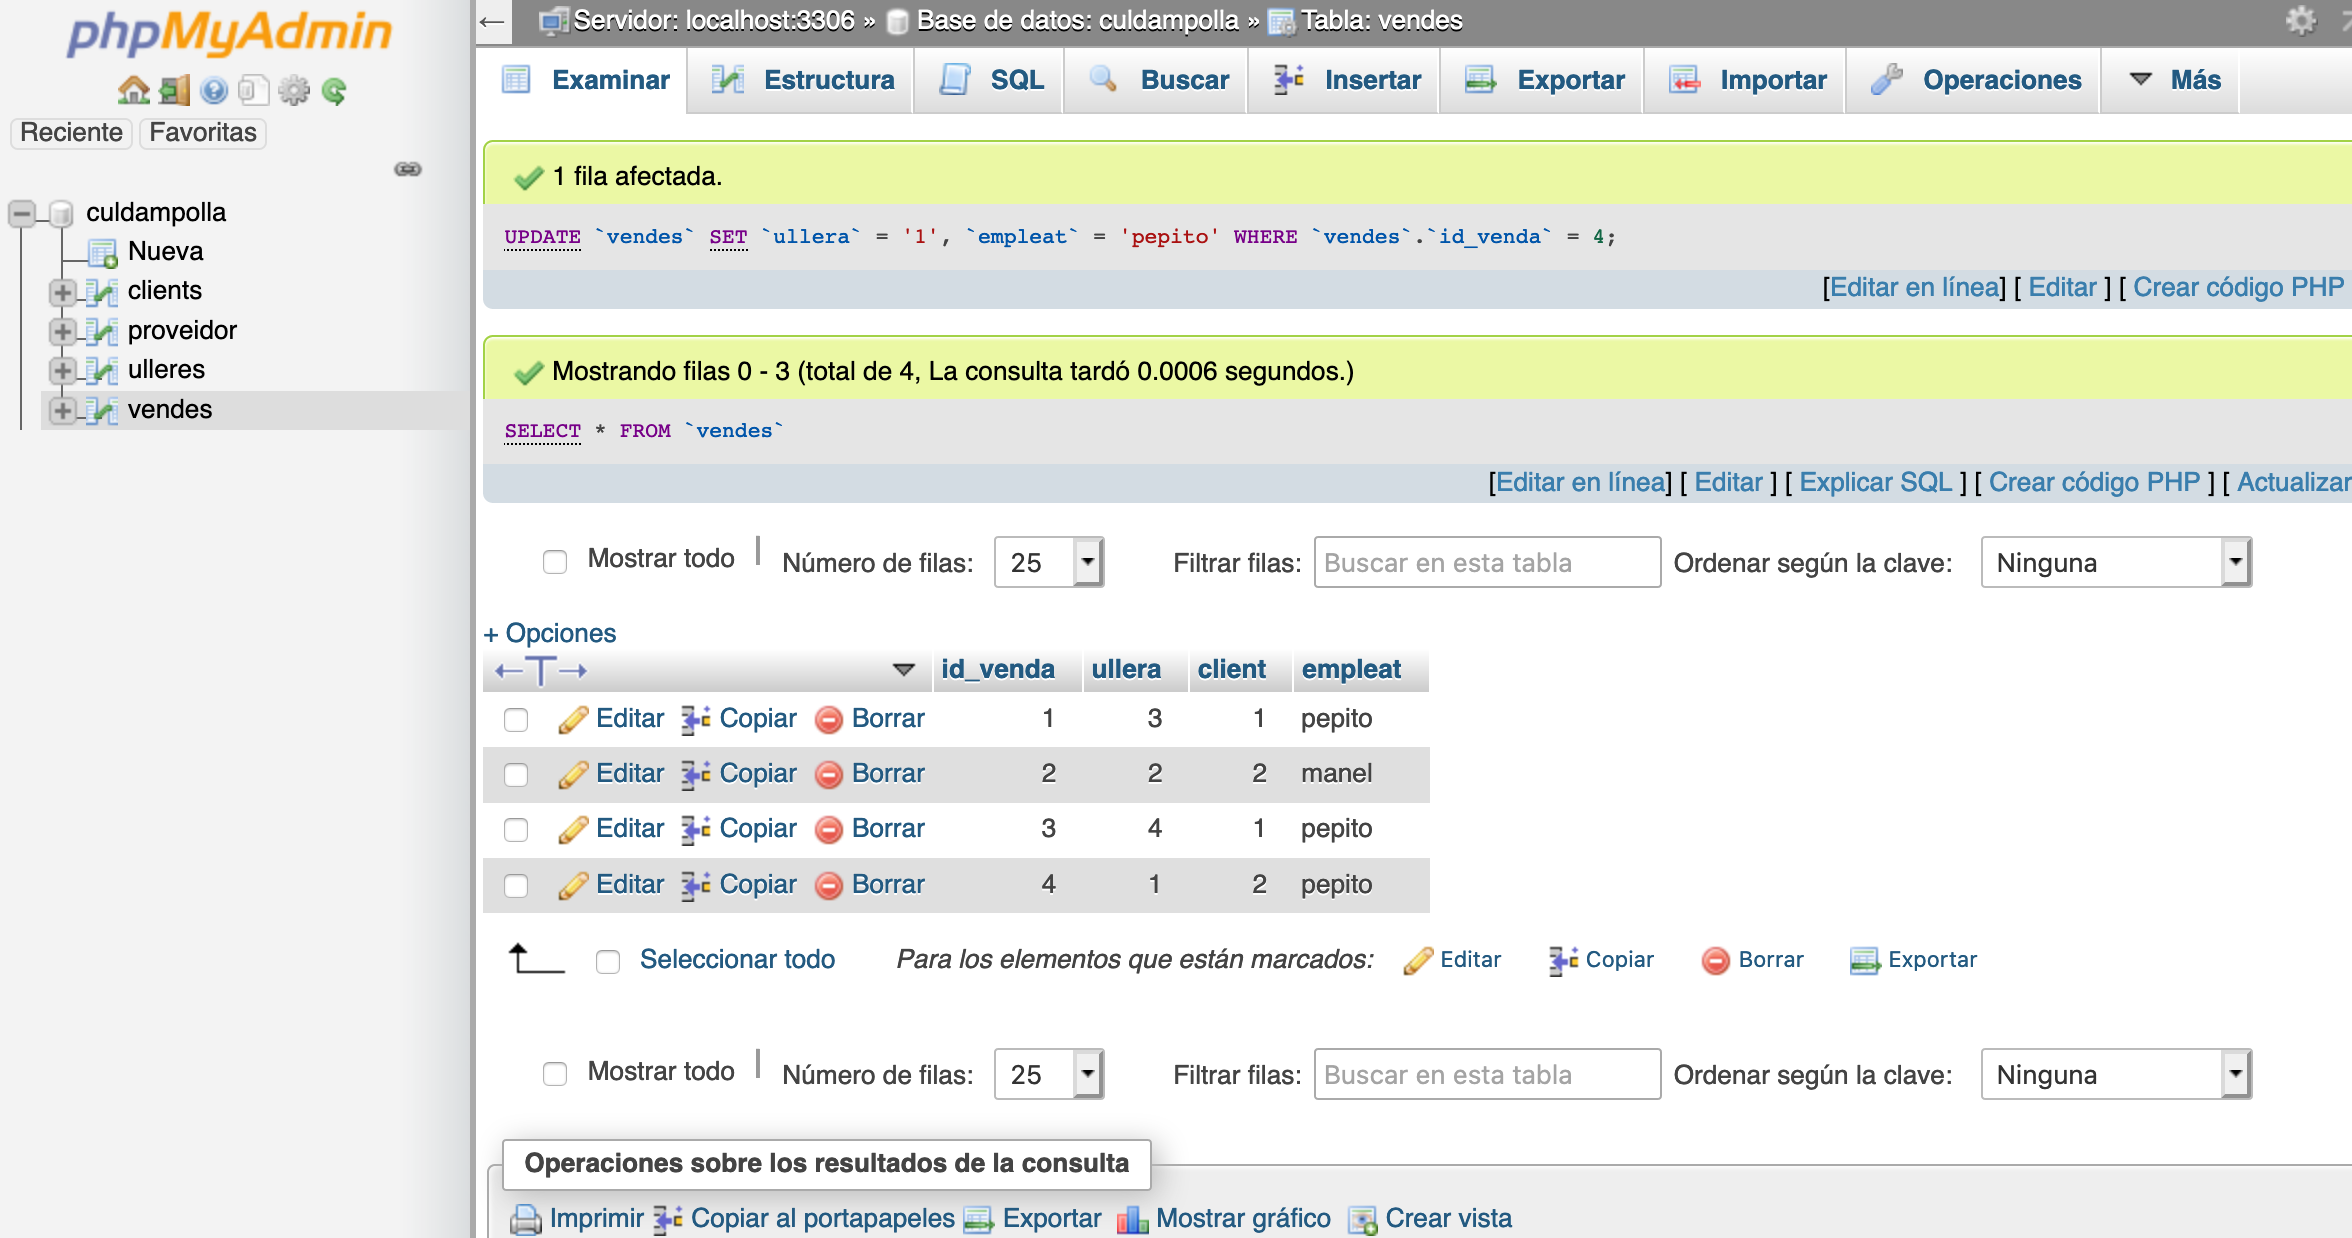 phpMyAdmin
Reciente Favoritas
culdampolla
Nueva
clients
proveidor
ulleres
vendes
← Servidor: localhost:3306 » Base de datos: culdampolla » Tabla: vendes
Examinar Estructura SQL Buscar Insertar Exportar Importar Operaciones Más
1 fila afectada.
UPDATE `vendes` SET `ullera` = '1', `empleat` = 'pepito' WHERE `vendes`.`id_venda` = 4;
[Editar en línea] [ Editar ] [ Crear código PHP
Mostrando filas 0 - 3 (total de 4, La consulta tardó 0.0006 segundos.)
SELECT * FROM `vendes`
[Editar en línea] [ Editar ] [ Explicar SQL ] [ Crear código PHP ] [ Actualizar
Mostrar todo | Número de filas: 25 Filtrar filas: Buscar en esta tabla Ordenar según la clave: Ninguna
+ Opciones
←T→ id_venda ullera client empleat
Editar Copiar Borrar 1 3 1 pepito
Editar Copiar Borrar 2 2 2 manel
Editar Copiar Borrar 3 4 1 pepito
Editar Copiar Borrar 4 1 2 pepito
Seleccionar todo Para los elementos que están marcados: Editar Copiar Borrar Exportar
Mostrar todo | Número de filas: 25 Filtrar filas: Buscar en esta tabla Ordenar según la clave: Ninguna
Operaciones sobre los resultados de la consulta
Imprimir Copiar al portapapeles Exportar Mostrar gráfico Crear vista